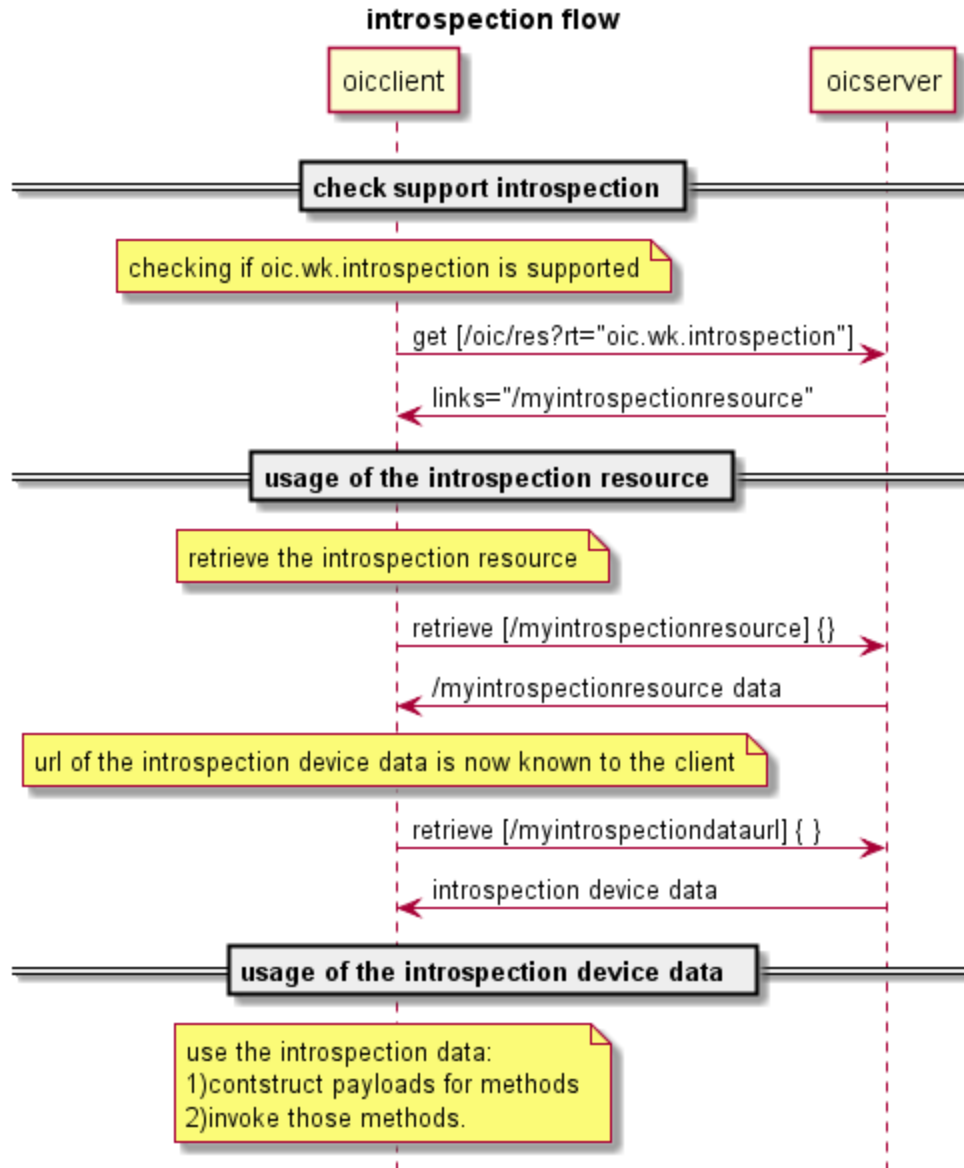 introspection flow
oicclient
oicserver
check support introspection
checking if oic.wk.introspection is supported
get [/oic/res?rt="oic.wk.introspection"]
links="/myintrospectionresource"
usage of the introspection resource
retrieve the introspection resource
retrieve [/myintrospectionresource] {}
/myintrospectionresource data
url of the introspection device data is now known to the client
retrieve [/myintrospectiondataurl] { }
introspection device data
usage of the introspection device data
use the introspection data:
1)contstruct payloads for methods
2)invoke those methods.